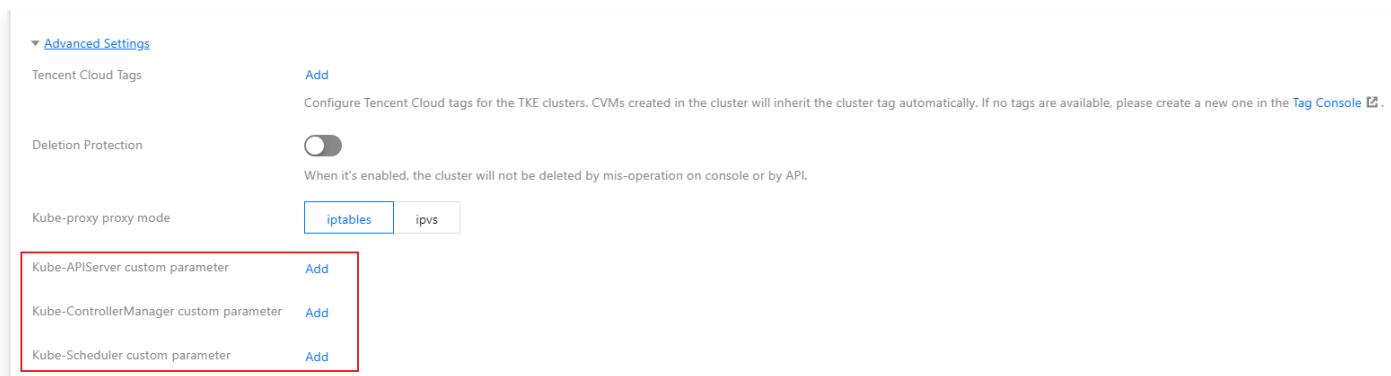 Advanced Settings
Tencent Cloud Tags Add
Configure Tencent Cloud tags for the TKE clusters. CVMs created in the cluster will inherit the cluster tag automatically. If no tags are available, please create a new one in the Tag Console .
Deletion Protection
When it's enabled, the cluster will not be deleted by mis-operation on console or by API.
Kube-proxy proxy mode iptables ipvs
Kube-APIServer custom parameter Add
Kube-ControllerManager custom parameter Add
Kube-Scheduler custom parameter Add